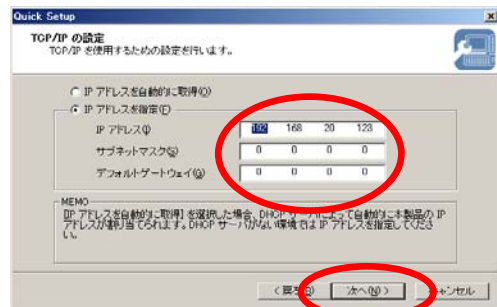 Quick Setup
TCP/IP の設定
TCP/IP を使用するための設定を行います。
IP アドレスを自動的に取得(O)
IP アドレスを指定(F)
IP アドレス(I) 192 168 20 123
サブネットマスク(S) 0 0 0 0
デフォルトゲートウェイ(G) 0 0 0 0
MEMO
[IP アドレスを自動的に取得] を選択した場合、DHCP サーバによって自動的に本製品の IP
アドレスが割り当てられます。DHCP サーバがない環境では IP アドレスを指定してくださ
い。
< 戻る(B) 次へ(N) > キャンセル